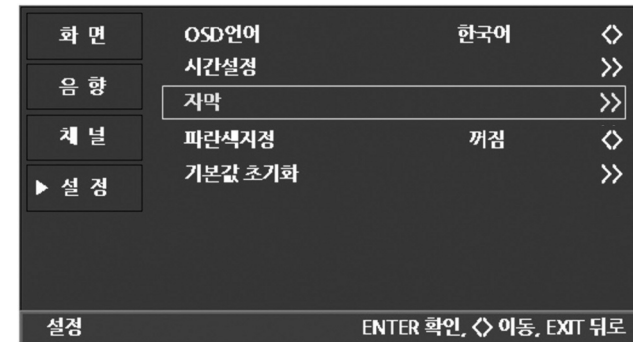 화 면
음 향
채 널
▶ 설 정
OSD언어 한국어 <>
시간설정 >>
자막 >>
파란색지정 꺼짐 <>
기본값 초기화 >>
설정 ENTER 확인, <> 이동, EXIT 뒤로